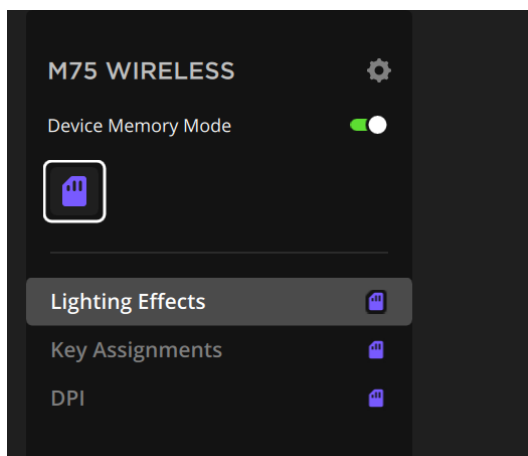 M75 WIRELESS
Device Memory Mode
Lighting Effects
Key Assignments
DPI